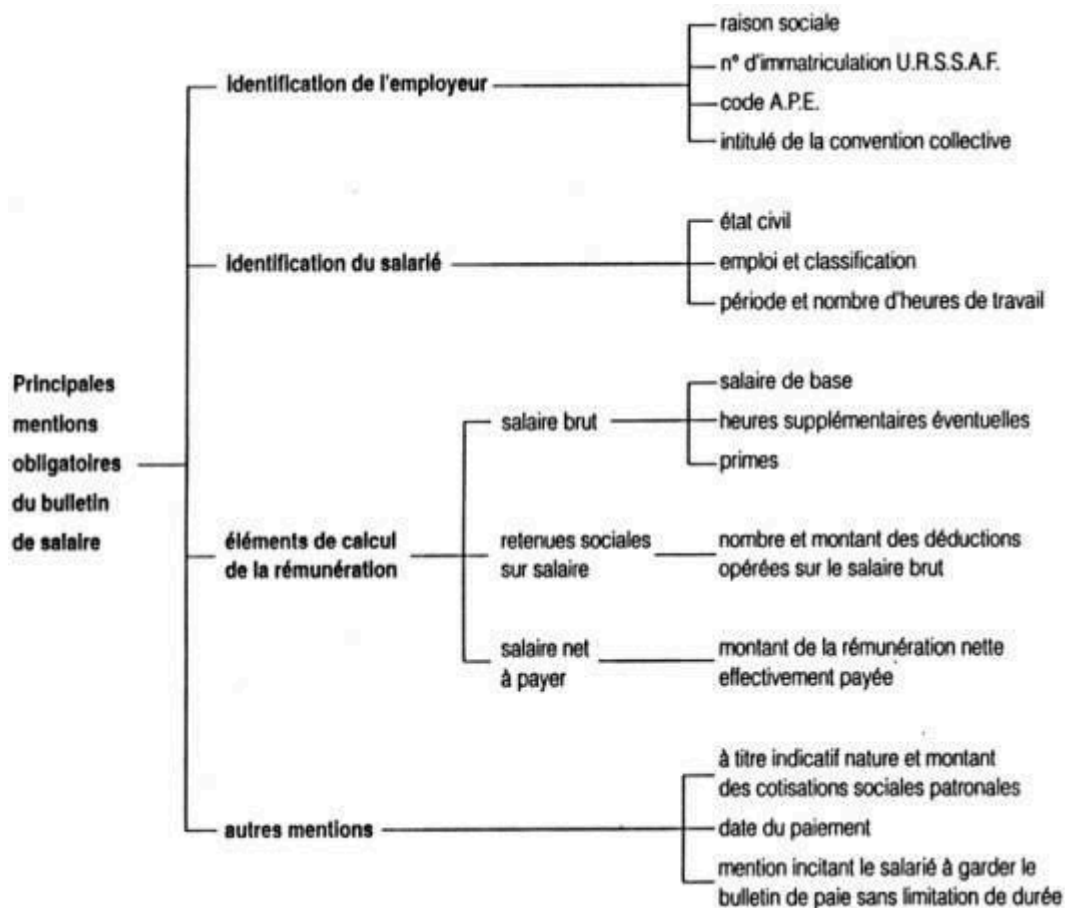 Principales
mentions
obligatoires
du bulletin
de salaire
identification de l'employeur
raison sociale
n° d'immatriculation U.R.S.S.A.F.
code A.P.E.
intitulé de la convention collective
identification du salarié
état civil
emploi et classification
période et nombre d'heures de travail
éléments de calcul
de la rémunération
salaire brut
salaire de base
heures supplémentaires éventuelles
primes
retenues sociales
sur salaire
nombre et montant des déductions
opérées sur le salaire brut
salaire net
à payer
montant de la rémunération nette
effectivement payée
autres mentions
à titre indicatif nature et montant
des cotisations sociales patronales
date du paiement
mention incitant le salarié à garder le
bulletin de paie sans limitation de durée